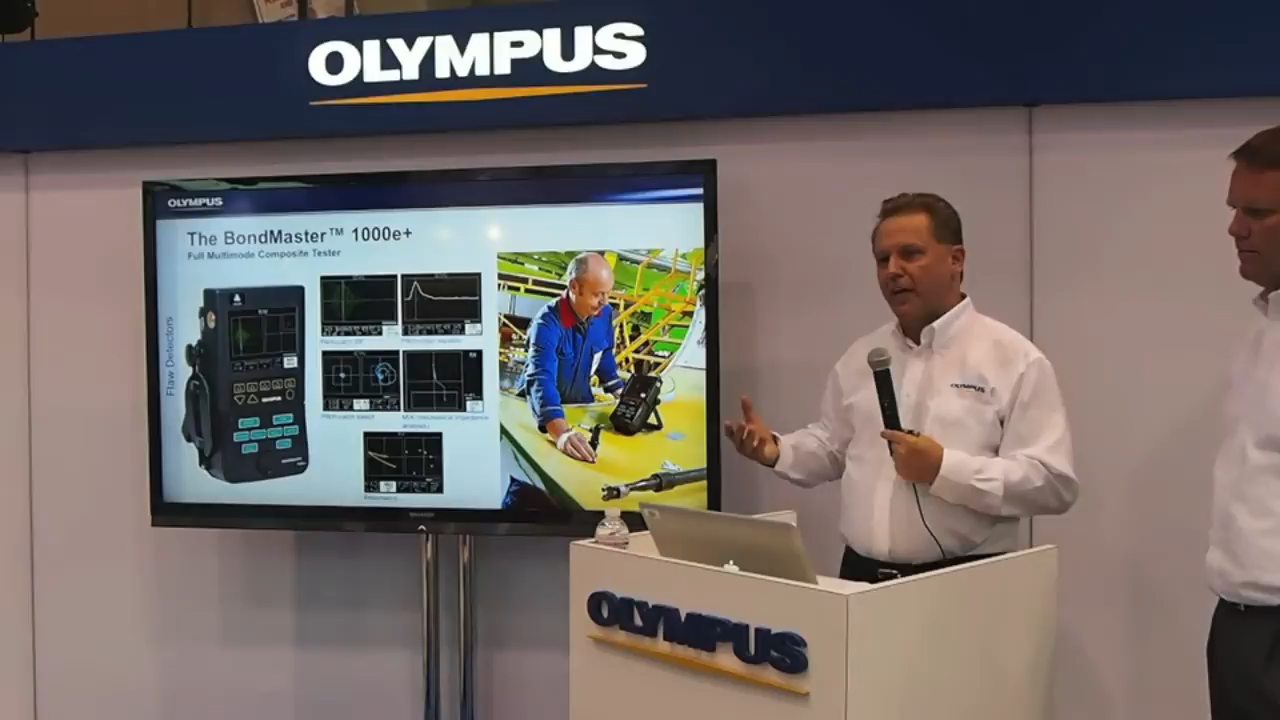 OLYMPUS
OLYMPUS
The BondMaster™ 1000e+
Full Multimode Composite Tester
Flaw Detectors
OLYMPUS
OLYMPUS